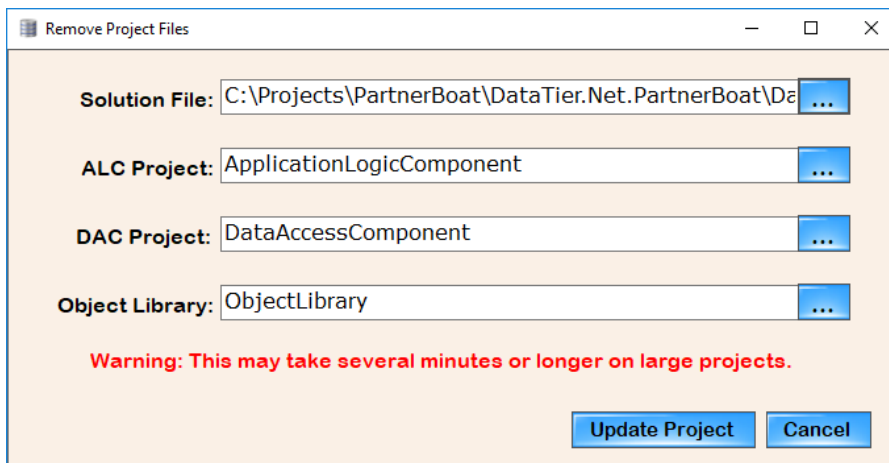 Remove Project Files
Solution File: C:\Projects\PartnerBoat\DataTier.Net.PartnerBoat\Da ...
ALC Project: ApplicationLogicComponent ...
DAC Project: DataAccessComponent ...
Object Library: ObjectLibrary ...
Warning: This may take several minutes or longer on large projects.
Update Project Cancel